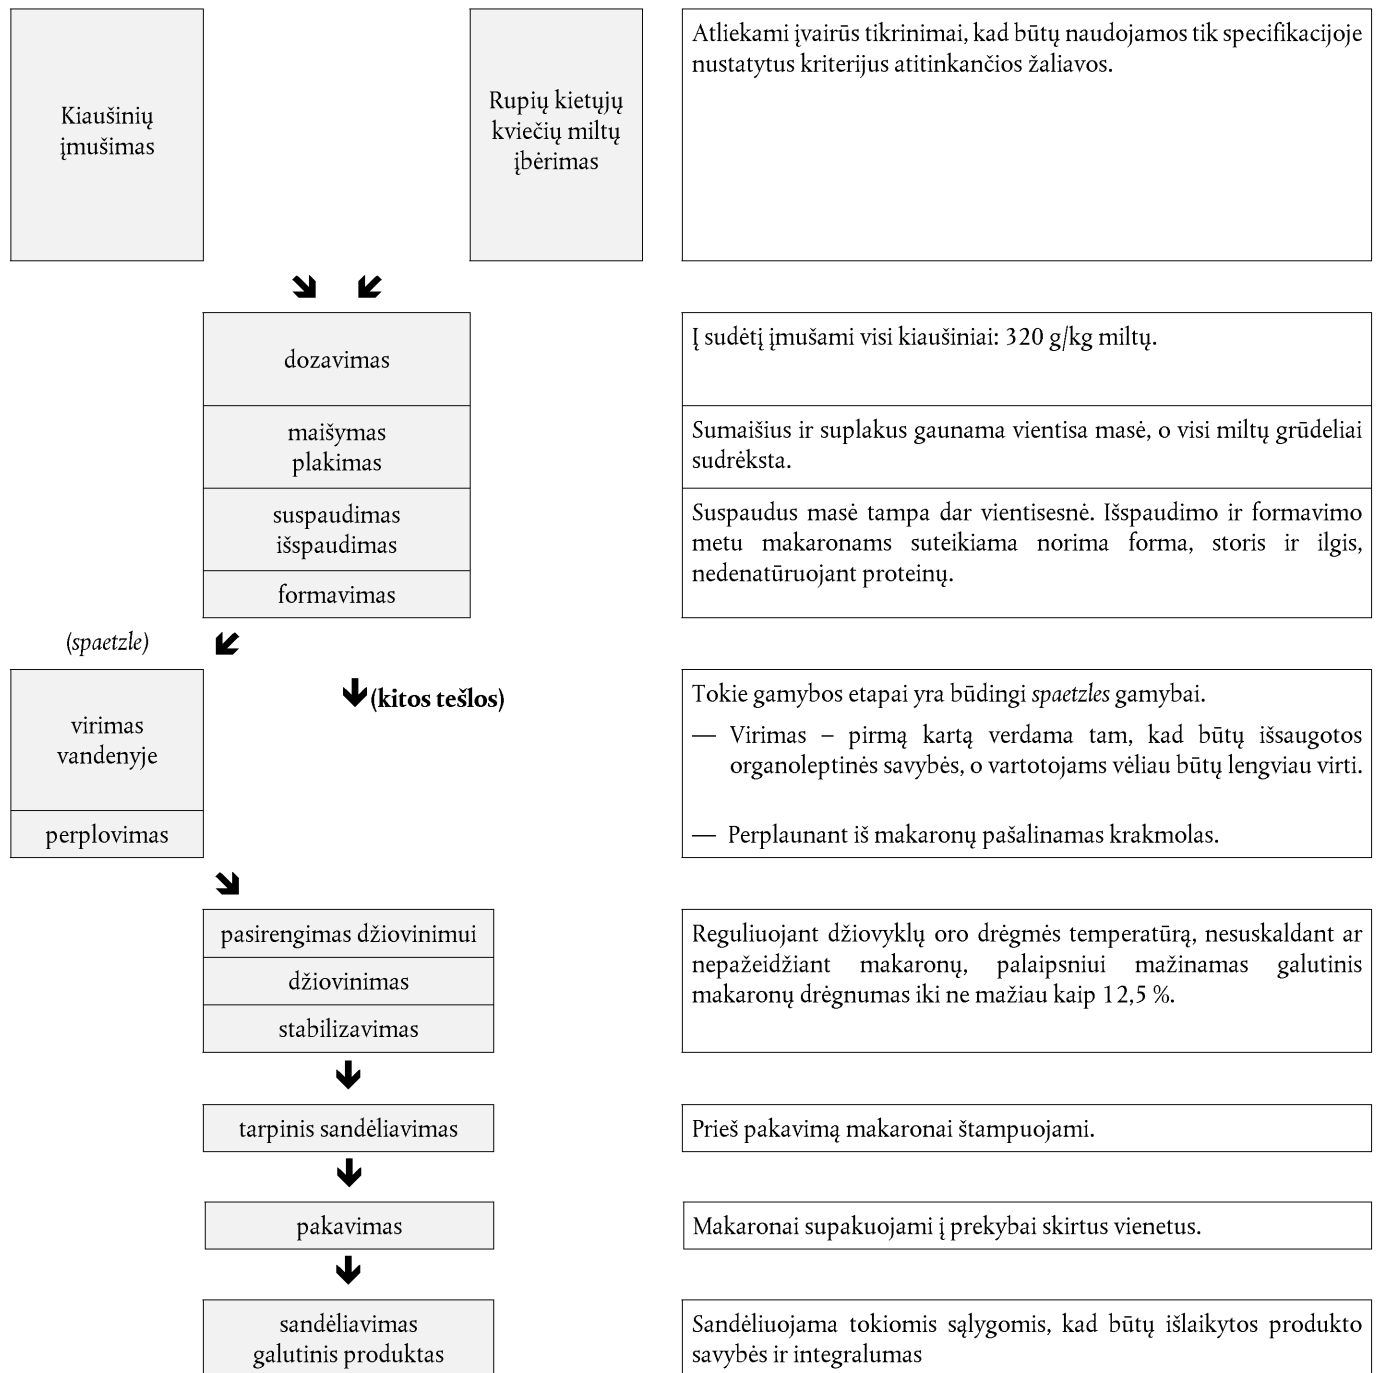 Kiaušinių
įmušimas
Rupių kietųjų
kviečių miltų
įbėrimas
Atliekami įvairūs tikrinimai, kad būtų naudojamos tik specifikacijoje
nustatytus kriterijus atitinkančios žaliavos.
dozavimas
Į sudėtį įmušami visi kiaušiniai: 320 g/kg miltų.
maišymas
plakimas
Sumaišius ir suplakus gaunama vientisa masė, o visi miltų grūdeliai
sudrėksta.
suspaudimas
išspaudimas
formavimas
Suspaudus masė tampa dar vientisesnė. Išspaudimo ir formavimo
metu makaronams suteikiama norima forma, storis ir ilgis,
nedenatūruojant proteinų.
(spaetzle)
virimas
vandenyje
(kitos tešlos)
perplovimas
Tokie gamybos etapai yra būdingi spaetzles gamybai.
— Virimas – pirmą kartą verdama tam, kad būtų išsaugotos
organoleptinės savybės, o vartotojams vėliau būtų lengviau virti.
— Perplaunant iš makaronų pašalinamas krakmolas.
pasirengimas džiovinimui
džiovinimas
stabilizavimas
Reguliuojant džiovyklų oro drėgmės temperatūrą, nesuskaldant ar
nepažeidžiant makaronų, palaipsniui mažinamas galutinis
makaronų drėgnumas iki ne mažiau kaip 12,5 %.
tarpinis sandėliavimas
Prieš pakavimą makaronai štampuojami.
pakavimas
Makaronai supakuojami į prekybai skirtus vienetus.
sandėliavimas
galutinis produktas
Sandėliuojama tokiomis sąlygomis, kad būtų išlaikytos produkto
savybės ir integralumas